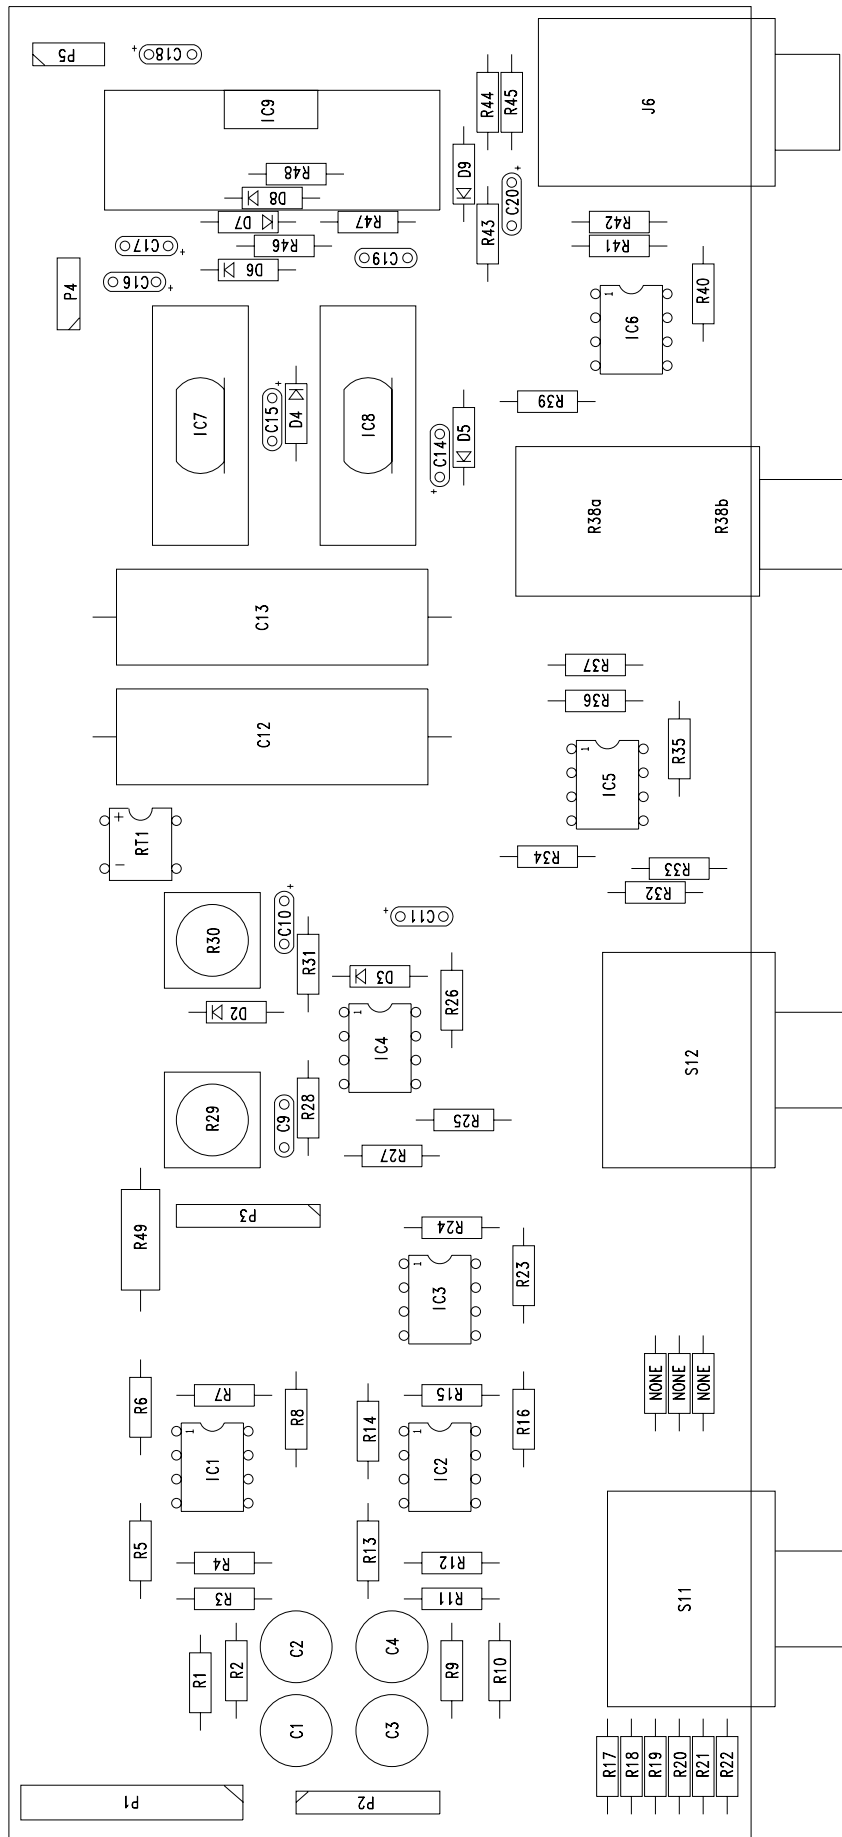 P5
+ C18
IC9
R44
R45
J6
R48
D8
D9
D7
R47
R43
C20 +
R42
C17 +
R46
C19
R41
C16 +
D6
P4
R40
1
IC6
IC7
C15 +
D4
IC8
C14 +
D5
R39
R38a
R38b
C13
R37
R36
C12
1
IC5
R35
+
RT1
-
R34
R33
R32
R30
C10 +
R31
+ C11
D3
R26
D2
1
IC4
S12
R29
C9
R28
R25
R27
P3
R49
R24
1
IC3
R23
NONE
NONE
NONE
R6
R7
R8
R14
R15
R16
1
IC1
1
IC2
R5
R4
R3
R13
R12
R11
S11
R1
R2
C2
C4
R9
R10
C1
C3
R17
R18
R19
R20
R21
R22
P1
P2